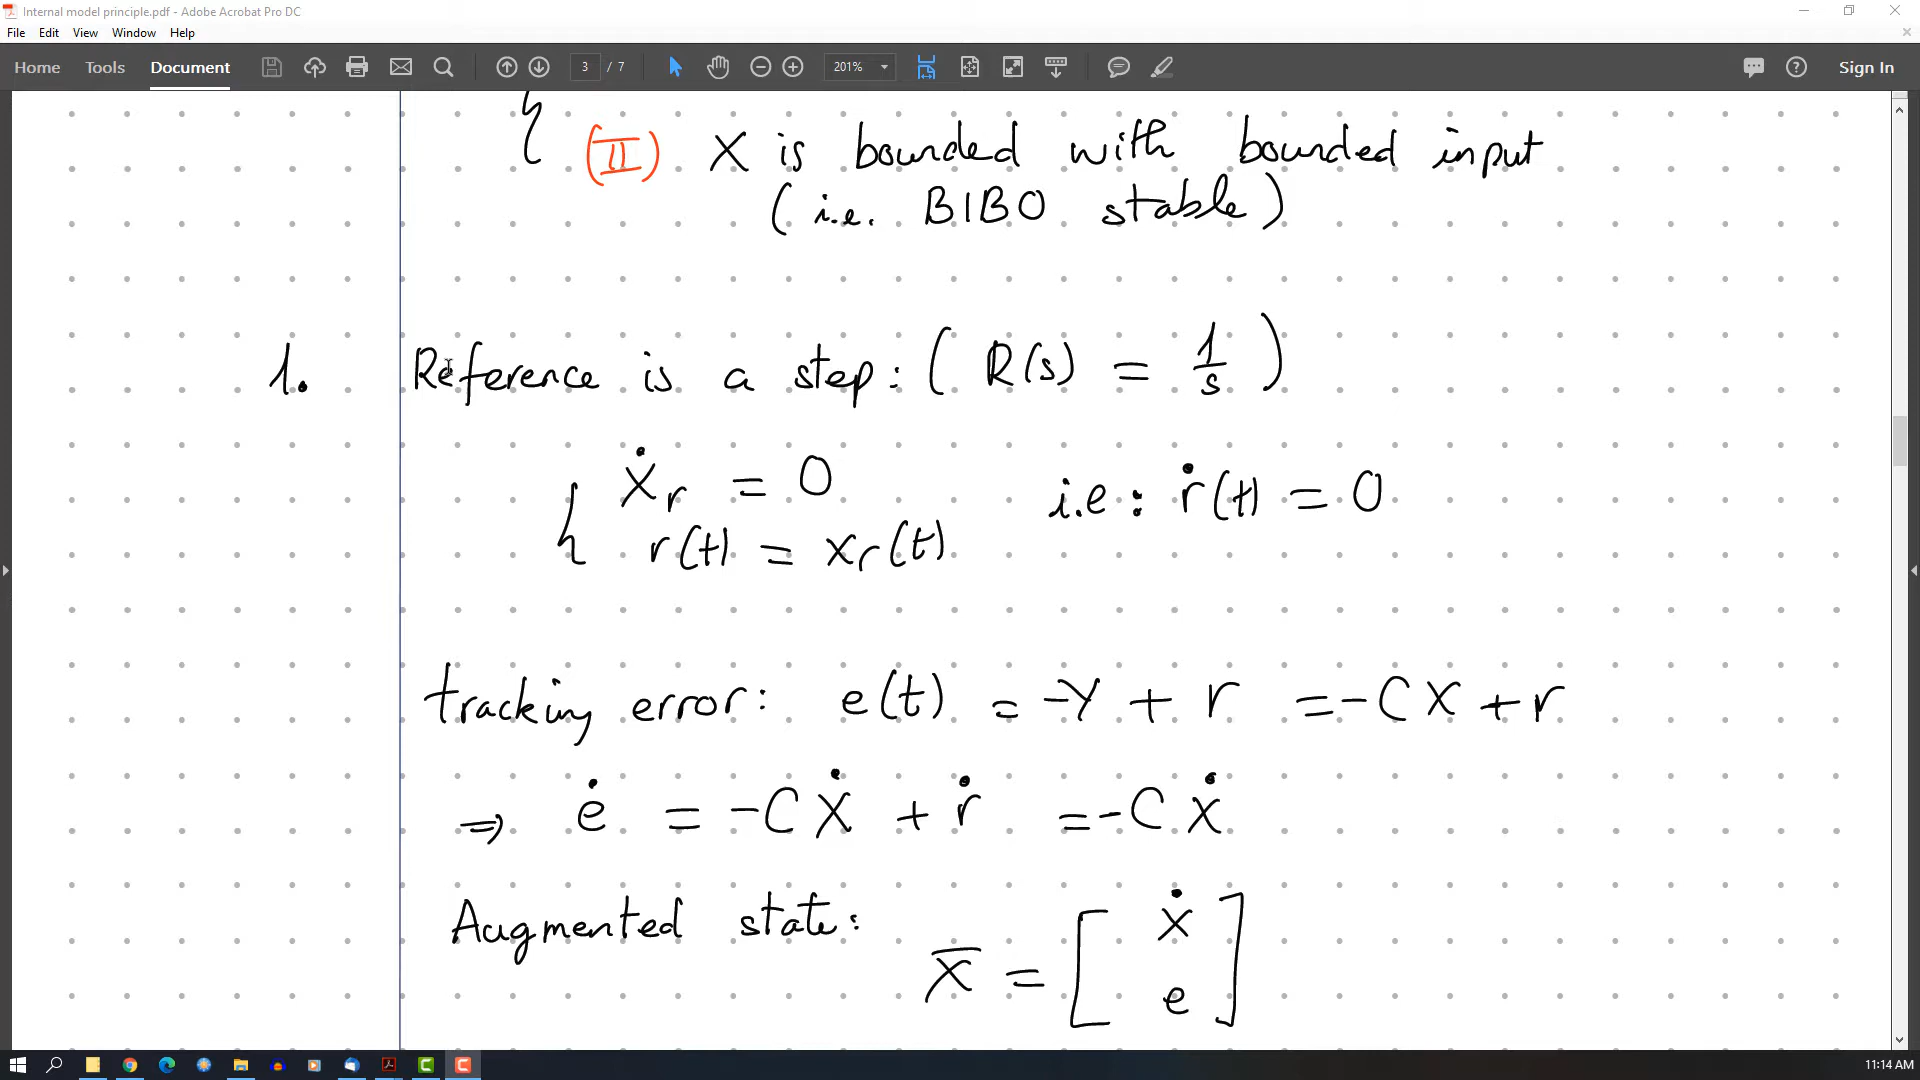 Internal model principle.pdf - Adobe Acrobat Pro DC
File Edit View Window Help
Home Tools Document 3 / 7 201% Sign In
(II) X is bounded with bounded input
(i.e. BIBO stable)
1. Reference is a step: ( R(s) = 1/s )
{ ẋr = 0 i.e: ṙ(t) = 0
r(t) = xr(t)
tracking error: e(t) = -Y + r = -CX + r
⇒ ė = -CẊ + ṙ = -CẊ
Augmented state: X̄ = [ ẋ
e ]
11:14 AM